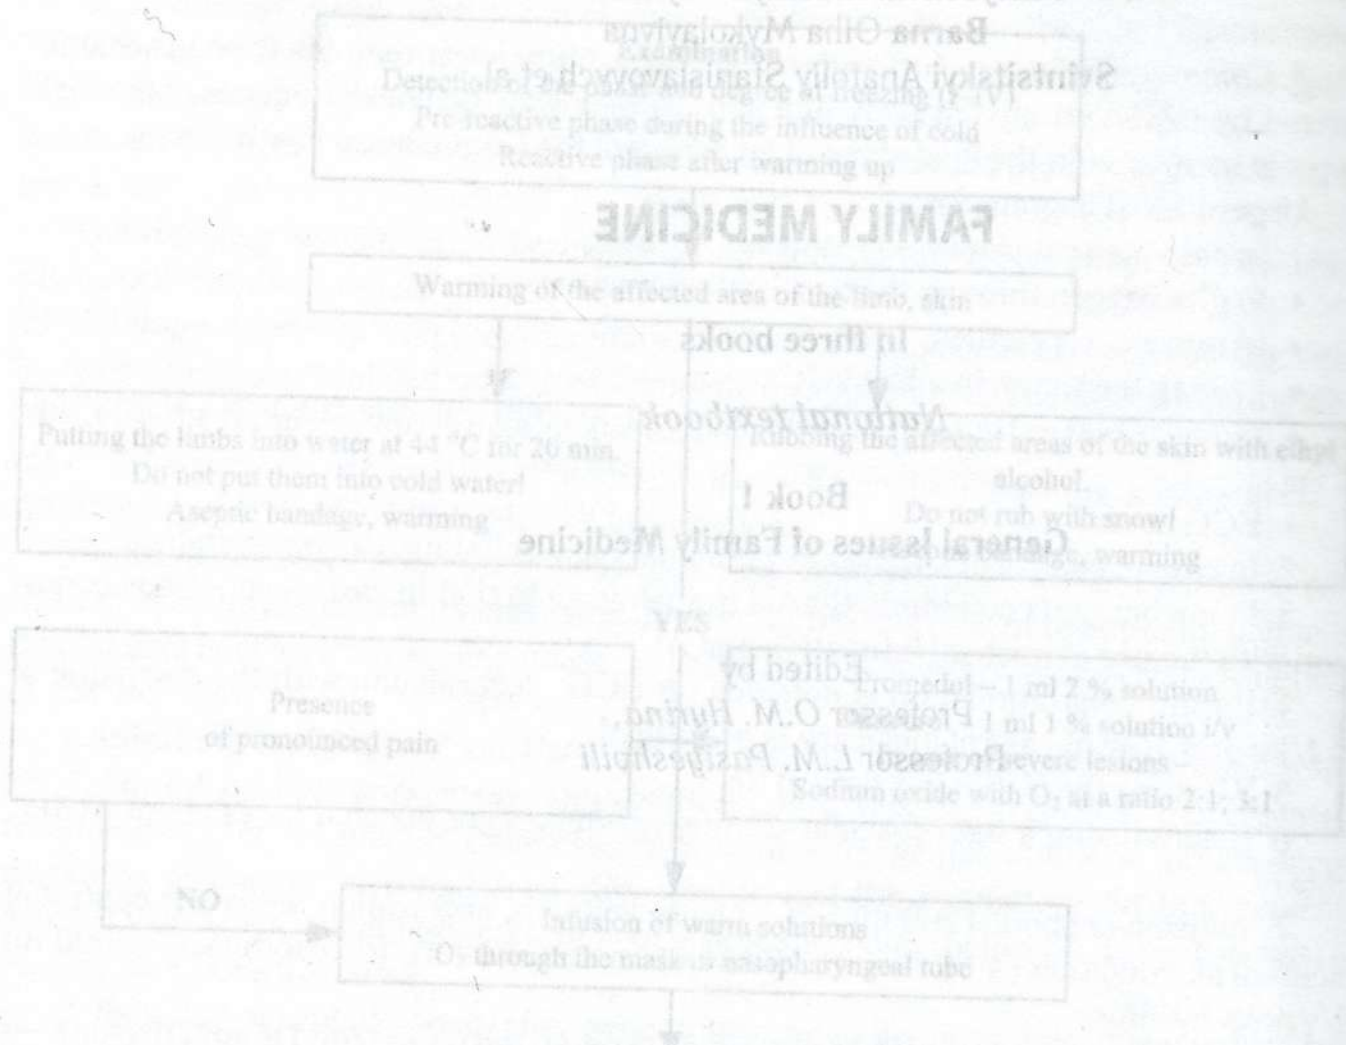 Barna Olha Mykolaivna
Svintsitskyi Anatoliy Stanislavovych et al.
Examination
Detection of the phase and degree at freezing (I–IV)
Pre-reactive phase during the influence of cold
Reactive phase after warming up
FAMILY MEDICINE
Warming of the affected area of the limb, skin
In three books
National textbook
Putting the limbs into water at 44 °C for 20 min.
Do not put them into cold water!
Aseptic bandage, warming
Rubbing the affected areas of the skin with ethyl
alcohol.
Do not rub with snow!
bandage, warming
Book 1
General Issues of Family Medicine
YES
Edited by
Professor O.M. Hyrina,
Professor L.M. Pasiyeshvili
Presence
of pronounced pain
Promedol – 1 ml 2 % solution
1 ml 1 % solution i/v
severe lesions –
Sodium oxide with O₂ at a ratio 2:1; 3:1
NO
Infusion of warm solutions
O₂ through the mask or nasopharyngeal tube